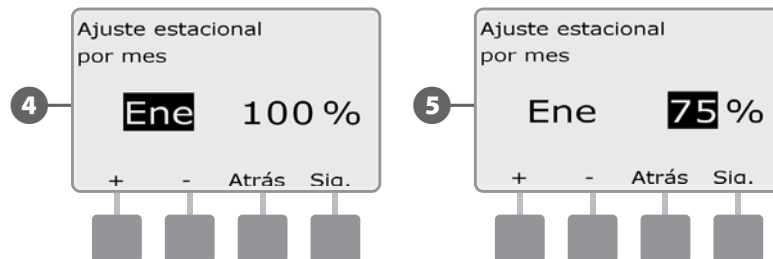 Ajuste estacional
por mes
4
Ene 100 %
+ - Atrás Sig.
Ajuste estacional
por mes
5
Ene 75 %
+ - Atrás Sig.